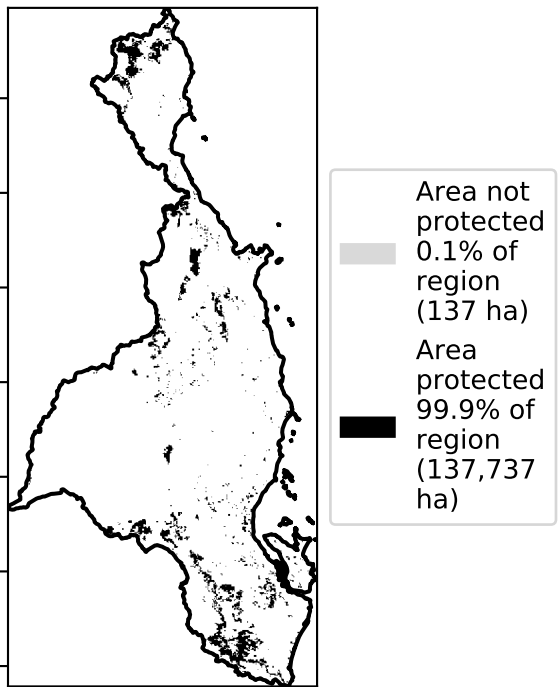 Area not
protected
0.1% of
region
(137 ha)
Area
protected
99.9% of
region
(137,737
ha)